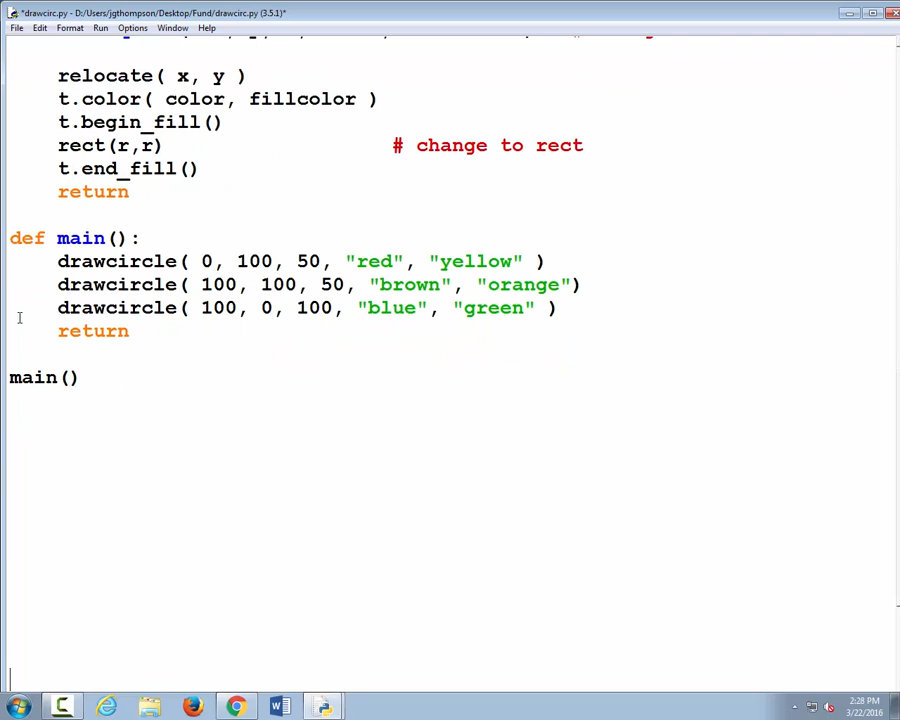 *drawcirc.py - D:/Users/jgthompson/Desktop/Fund/drawcirc.py (3.5.1)*
File Edit Format Run Options Window Help
relocate( x, y )
t.color( color, fillcolor )
t.begin_fill()
rect(r,r) # change to rect
t.end_fill()
return
def main():
drawcircle( 0, 100, 50, "red", "yellow" )
drawcircle( 100, 100, 50, "brown", "orange")
drawcircle( 100, 0, 100, "blue", "green" )
return
main()
2:28 PM
3/22/2016